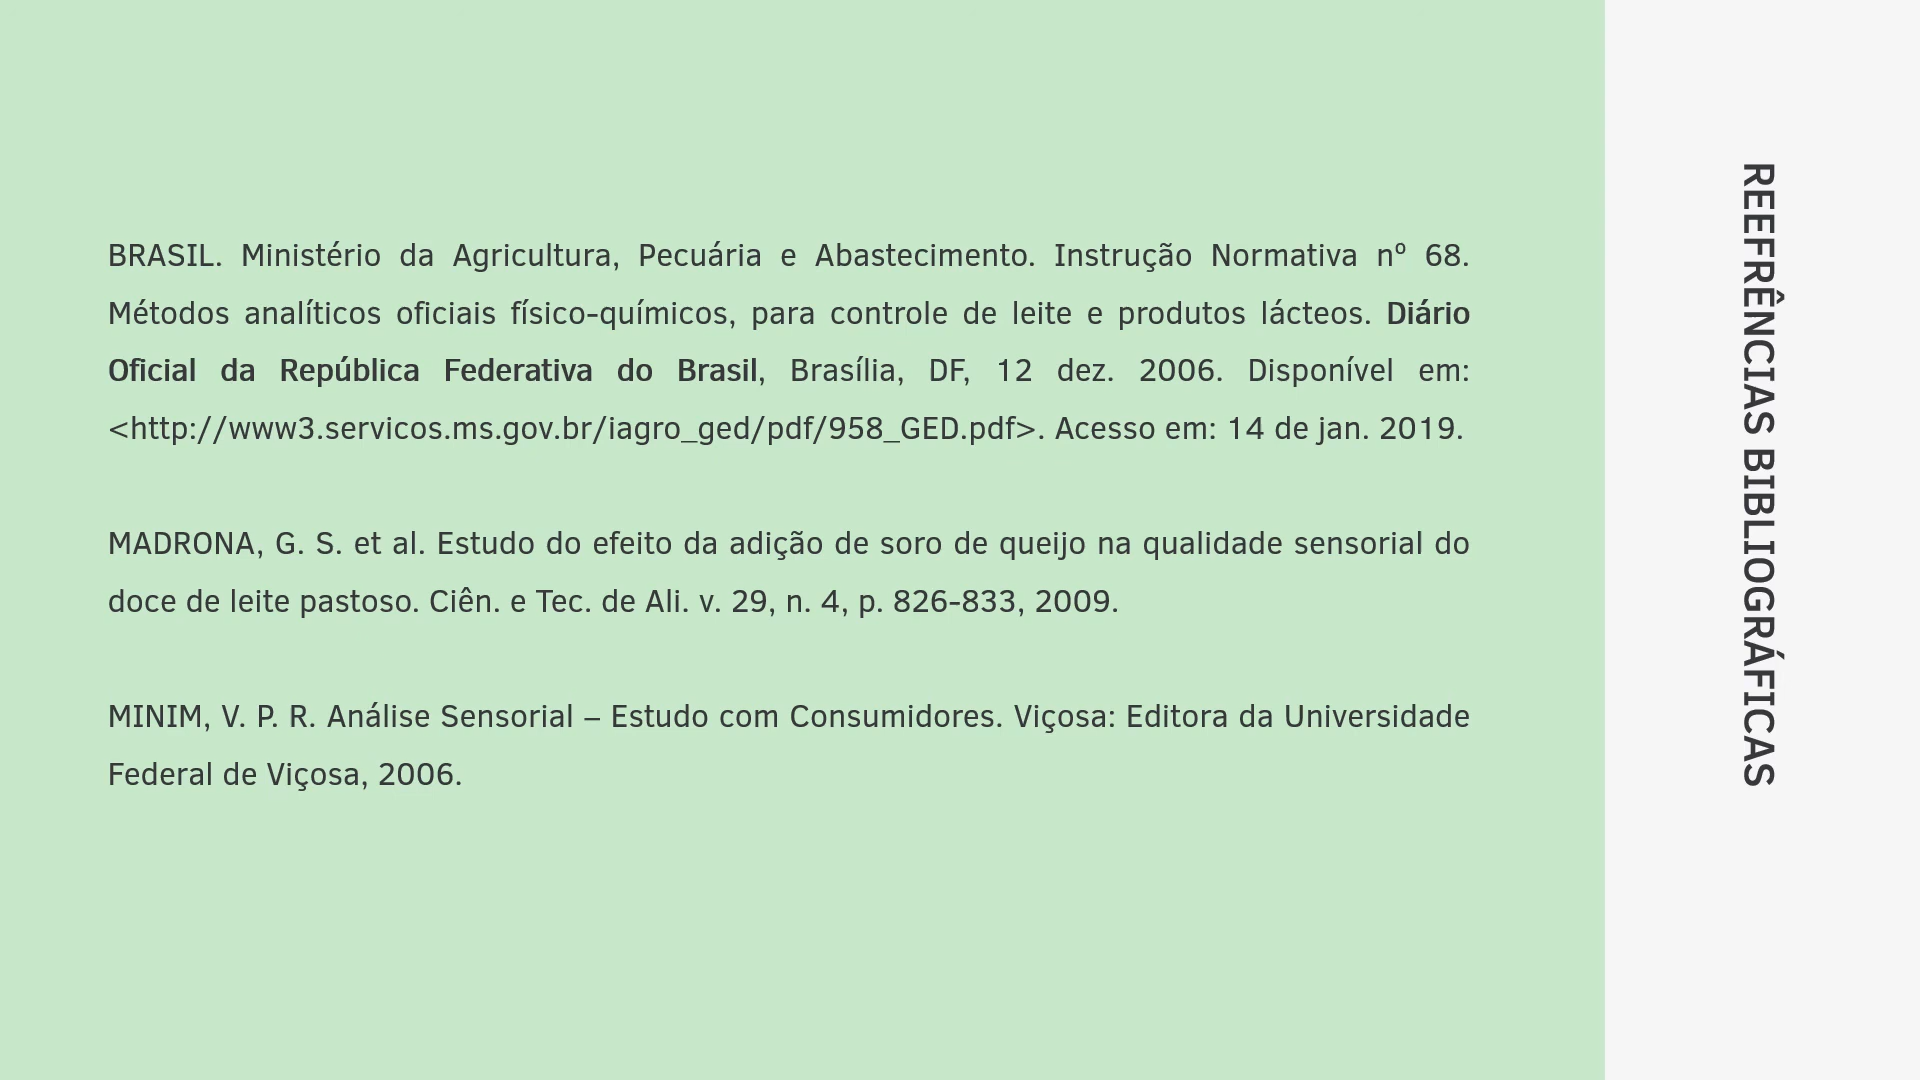 BRASIL. Ministério da Agricultura, Pecuária e Abastecimento. Instrução Normativa nº 68.
Métodos analíticos oficiais físico-químicos, para controle de leite e produtos lácteos. Diário
Oficial da República Federativa do Brasil, Brasília, DF, 12 dez. 2006. Disponível em:
<http://www3.servicos.ms.gov.br/iagro_ged/pdf/958_GED.pdf>. Acesso em: 14 de jan. 2019.
MADRONA, G. S. et al. Estudo do efeito da adição de soro de queijo na qualidade sensorial do
doce de leite pastoso. Ciên. e Tec. de Ali. v. 29, n. 4, p. 826-833, 2009.
MINIM, V. P. R. Análise Sensorial – Estudo com Consumidores. Viçosa: Editora da Universidade
Federal de Viçosa, 2006.
REEFRÊNCIAS BIBLIOGRÁFICAS